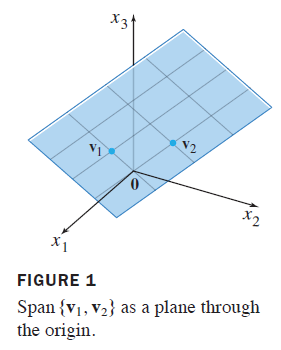 x3
v1
v2
0
x2
x1
FIGURE 1
Span {v1, v2} as a plane through
the origin.